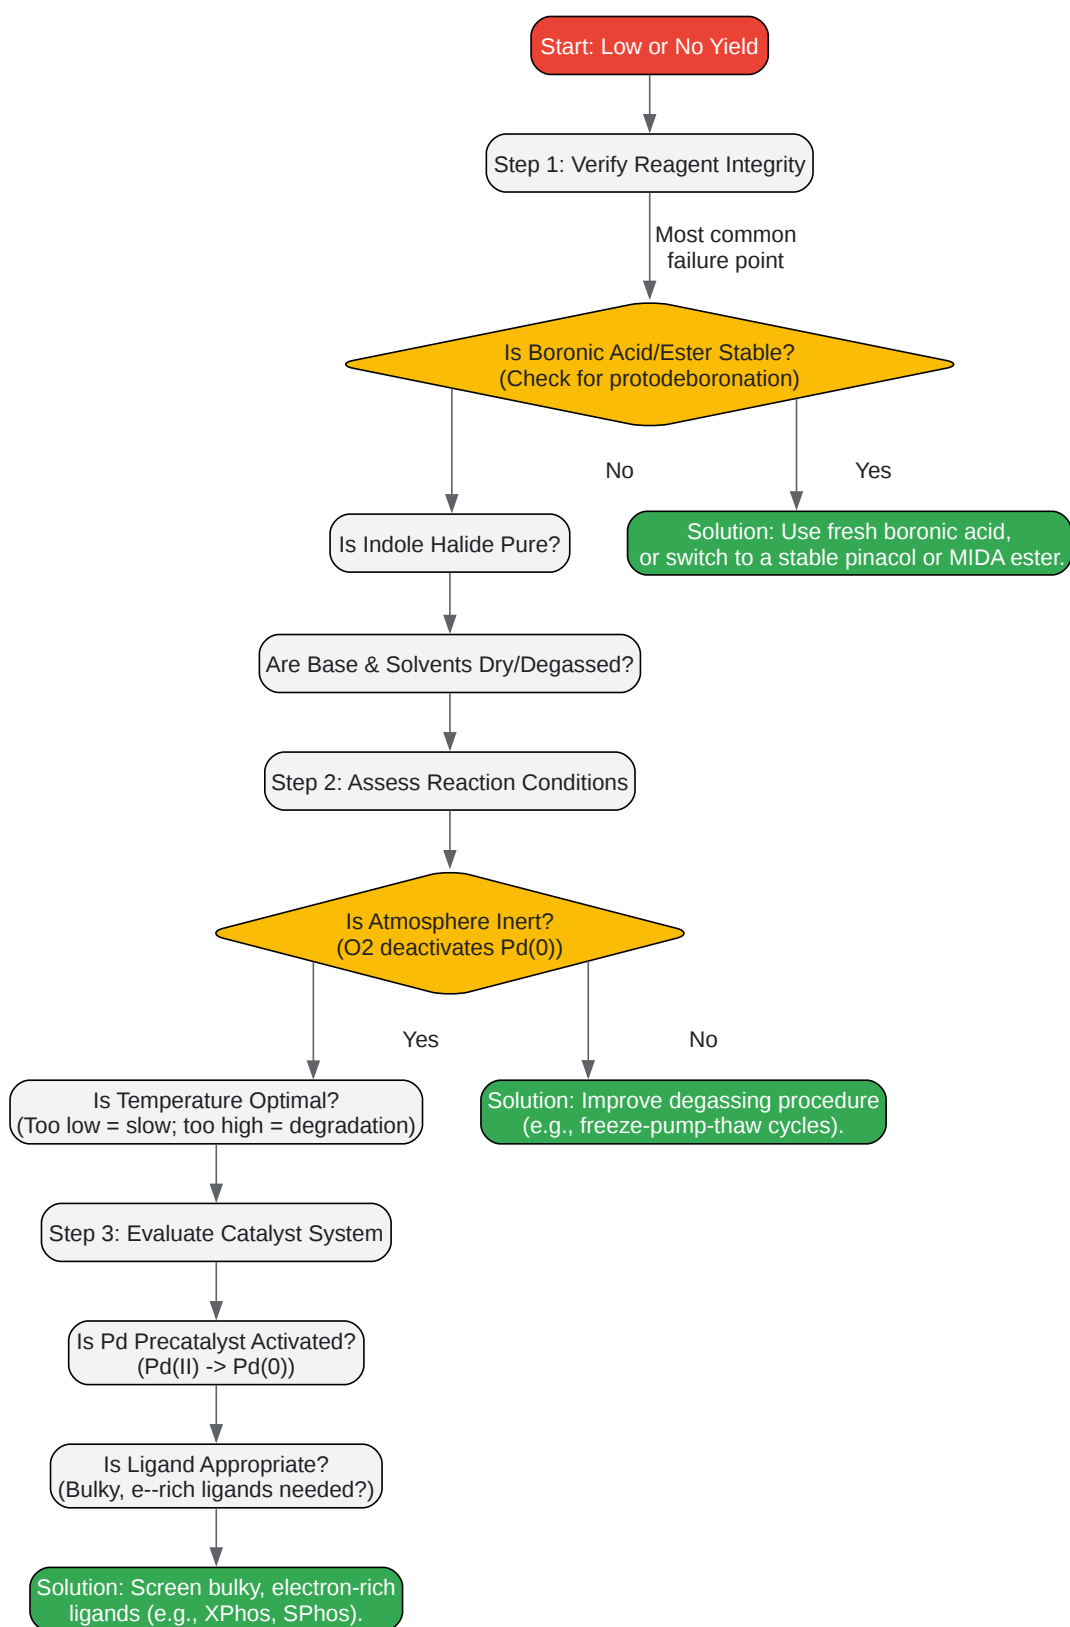 Start: Low or No Yield
Step 1: Verify Reagent Integrity
Most common
failure point
Is Boronic Acid/Ester Stable?
(Check for protodeboronation)
No
Yes
Is Indole Halide Pure?
Solution: Use fresh boronic acid,
or switch to a stable pinacol or MIDA ester.
Are Base & Solvents Dry/Degassed?
Step 2: Assess Reaction Conditions
Is Atmosphere Inert?
(O2 deactivates Pd(0))
Yes
No
Is Temperature Optimal?
(Too low = slow; too high = degradation)
Solution: Improve degassing procedure
(e.g., freeze-pump-thaw cycles).
Step 3: Evaluate Catalyst System
Is Pd Precatalyst Activated?
(Pd(II) -> Pd(0))
Is Ligand Appropriate?
(Bulky, e--rich ligands needed?)
Solution: Screen bulky, electron-rich
ligands (e.g., XPhos, SPhos).